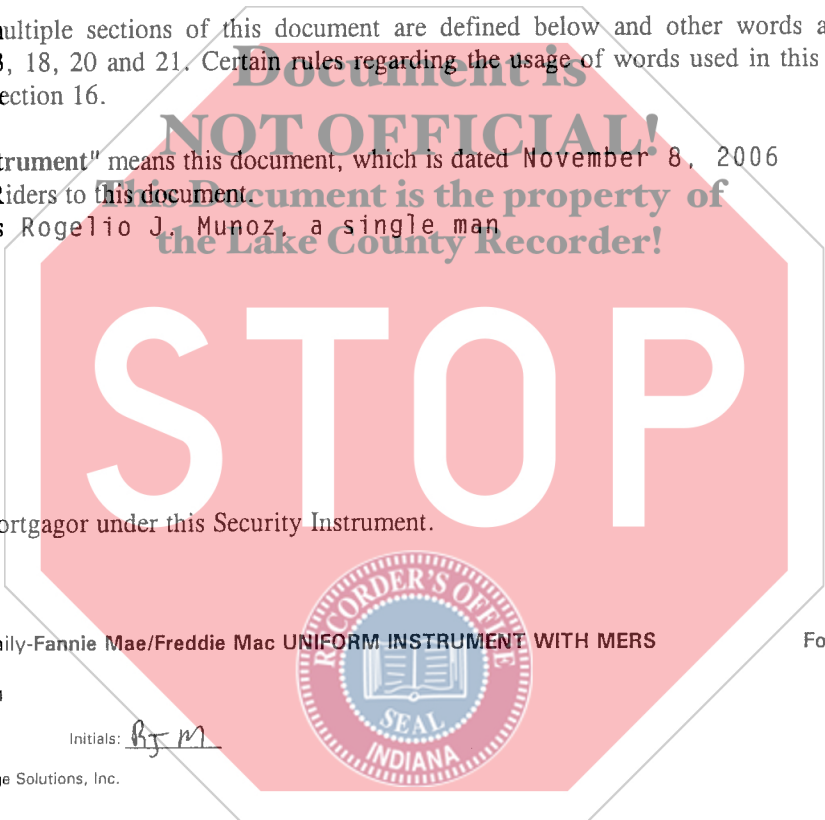 ultiple sections of this document are defined below and other words a
3, 18, 20 and 21. Certain rules regarding the usage of words used in this
ection 16.
Document is
NOT OFFICIAL!
This Document is the property of
the Lake County Recorder!
trument" means this document, which is dated November 8, 2006
Riders to this document.
s Rogelio J. Munoz, a single man
STOP
ortgagor under this Security Instrument.
RECORDER'S OFFICE
SEAL
INDIANA
ily-Fannie Mae/Freddie Mac UNIFORM INSTRUMENT WITH MERS Fo
Initials: RJM
ge Solutions, Inc.